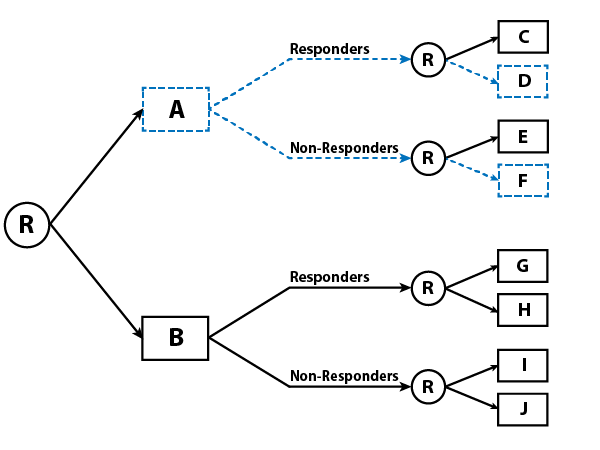 Responders
R
C
D
A
Non-Responders
R
E
F
R
Responders
R
G
H
B
Non-Responders
R
I
J